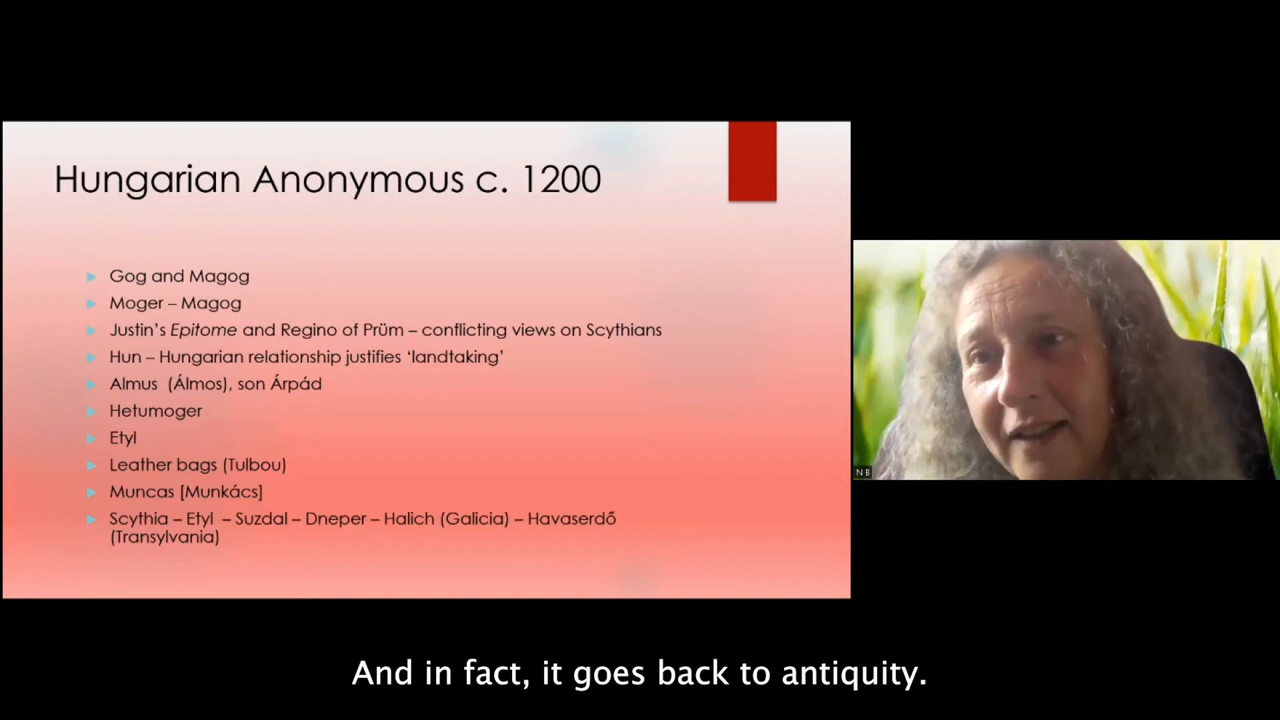 Hungarian Anonymous c. 1200
Gog and Magog
Moger – Magog
Justin's Epitome and Regino of Prüm – conflicting views on Scythians
Hun – Hungarian relationship justifies 'landtaking'
Almus (Álmos), son Árpád
Hetumoger
Etyl
Leather bags (Tulbou)
Muncas [Munkács]
Scythia – Etyl – Suzdal – Dneper – Halich (Galicia) – Havaserdő
(Transylvania)
N B
And in fact, it goes back to antiquity.